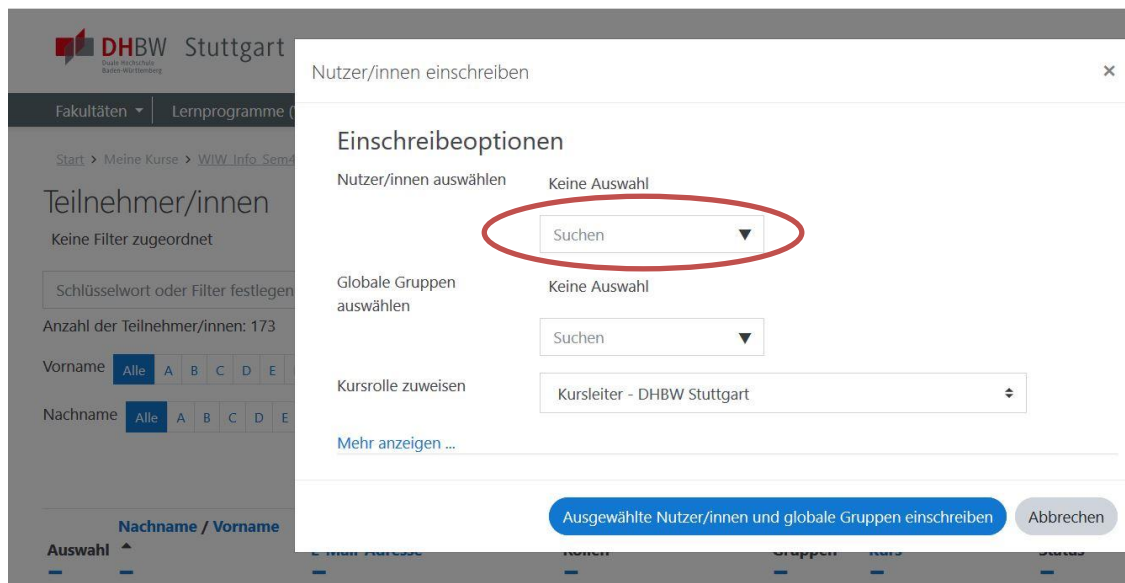 DHBW Stuttgart
Duale Hochschule
Baden-Württemberg
Fakultäten
Lernprogramme (
Start > Meine Kurse > WIW_Info_Sem4
Teilnehmer/innen
Keine Filter zugeordnet
Schlüsselwort oder Filter festlegen
Anzahl der Teilnehmer/innen: 173
Vorname Alle A B C D E
Nachname Alle A B C D E
Nutzer/innen einschreiben ×
Einschreibeoptionen
Nutzer/innen auswählen Keine Auswahl
Suchen ▼
Globale Gruppen
auswählen
Keine Auswahl
Suchen ▼
Kursrolle zuweisen Kursleiter - DHBW Stuttgart
Mehr anzeigen ...
Ausgewählte Nutzer/innen und globale Gruppen einschreiben Abbrechen
Nachname / Vorname
Auswahl E-Mail-Adresse Rollen Gruppen Kurs Status